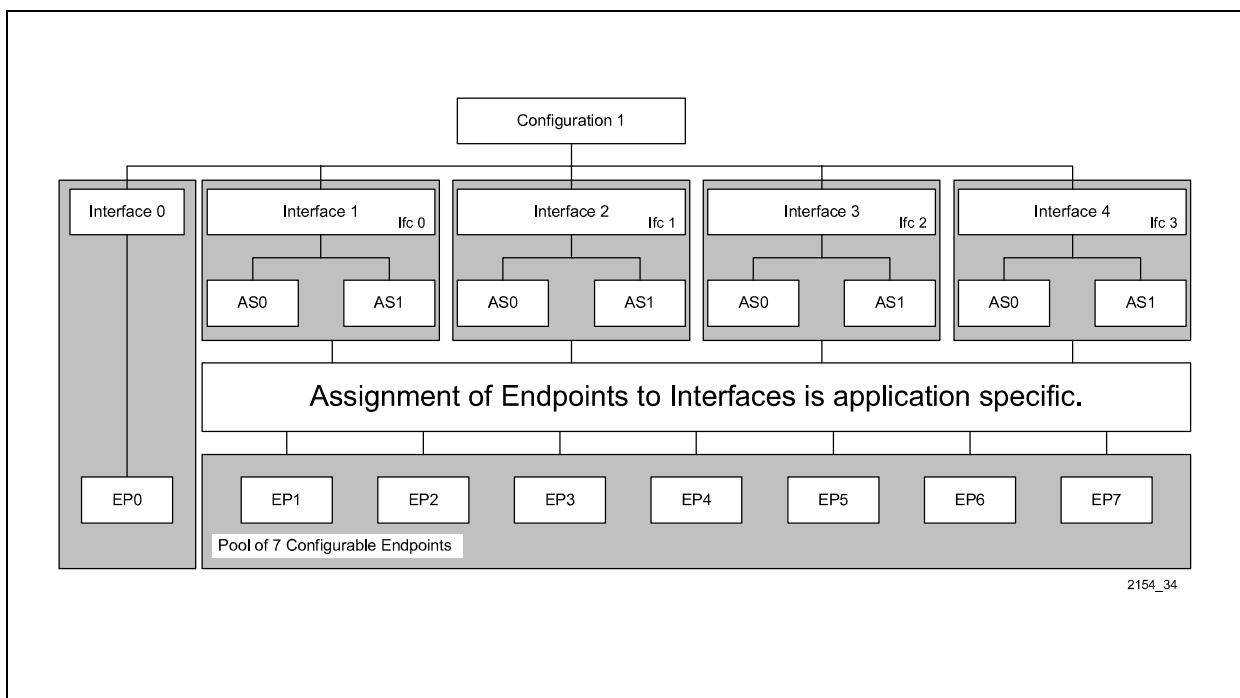 Configuration 1
Interface 0
Interface 1
Ifc 0
Interface 2
Ifc 1
Interface 3
Ifc 2
Interface 4
Ifc 3
AS0
AS1
AS0
AS1
AS0
AS1
AS0
AS1
Assignment of Endpoints to Interfaces is application specific.
EP0
EP1
EP2
EP3
EP4
EP5
EP6
EP7
Pool of 7 Configurable Endpoints
2154_34